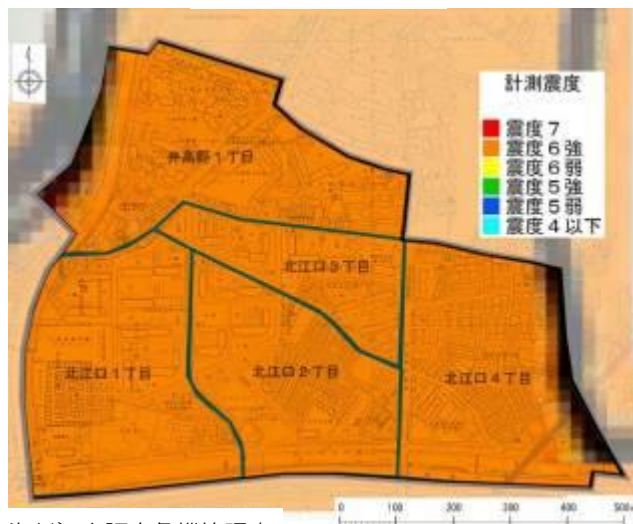 計測震度
震度7
震度6強
震度6弱
震度5強
震度5弱
震度4以下
井高野1丁目
北江口3丁目
北江口1丁目
北江口2丁目
北江口4丁目
0 100 200 300 400 500